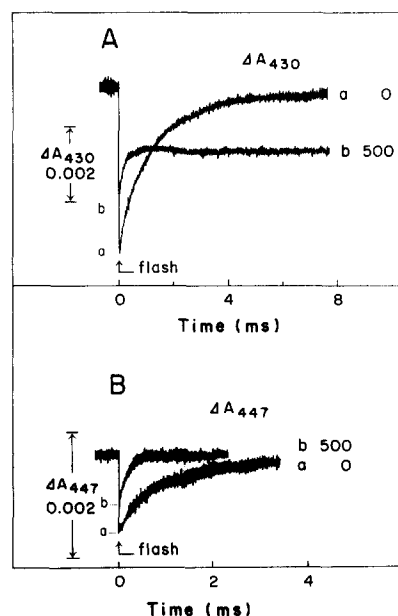 A
ΔA430
a 0
ΔA430
0.002
b 500
b
a
flash
0 4 8
Time (ms)
B
ΔA447
b 500
a 0
ΔA447
0.002
b
a
flash
0 2 4
Time (ms)